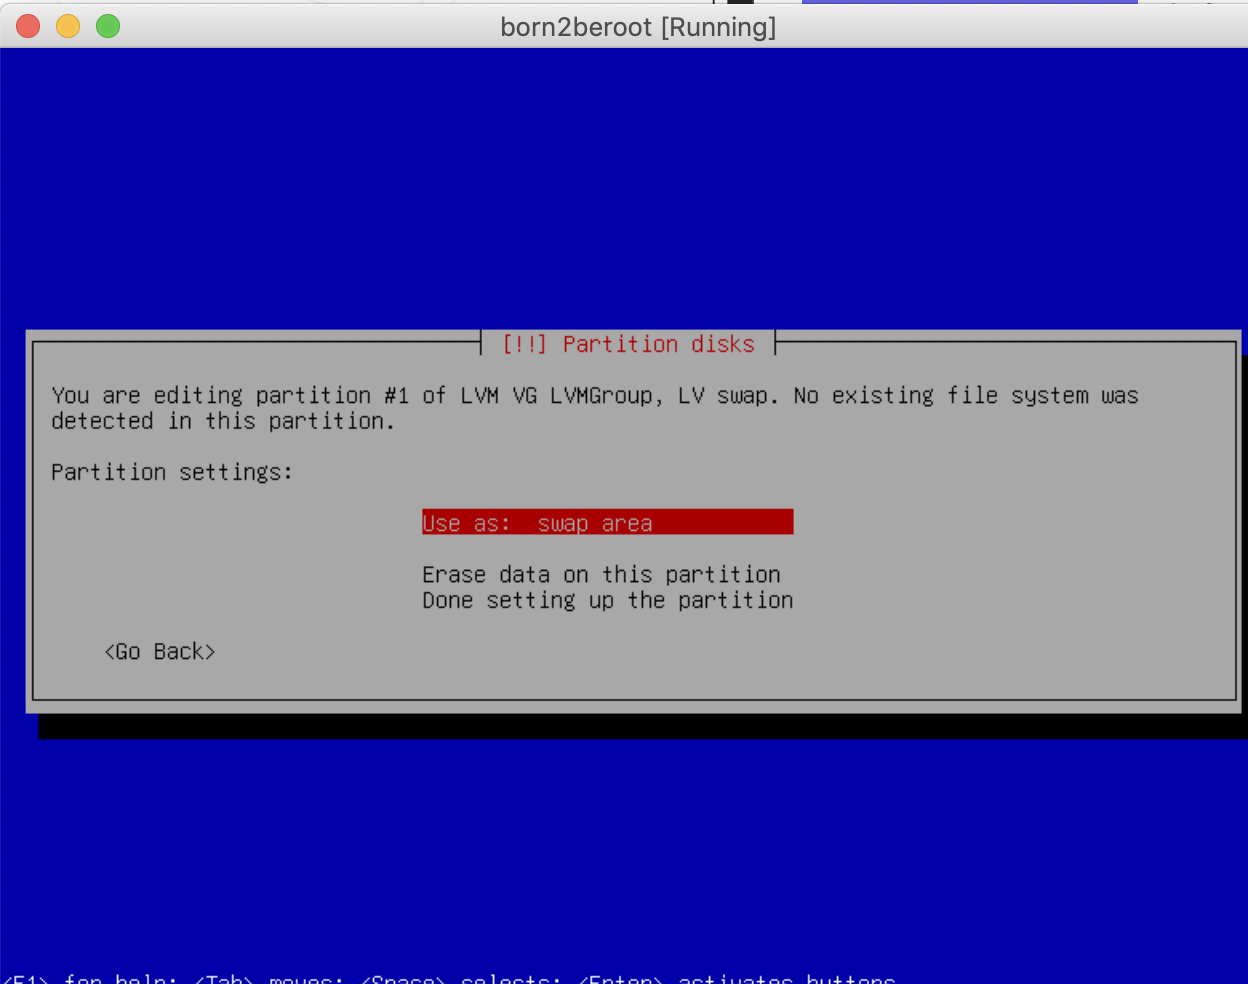 born2beroot [Running]
[!!] Partition disks
You are editing partition #1 of LVM VG LVMGroup, LV swap. No existing file system was
detected in this partition.
Partition settings:
Use as: swap area
Erase data on this partition
Done setting up the partition
<Go Back>
<F1> for help; <Tab> moves; <Space> selects; <Enter> activates buttons